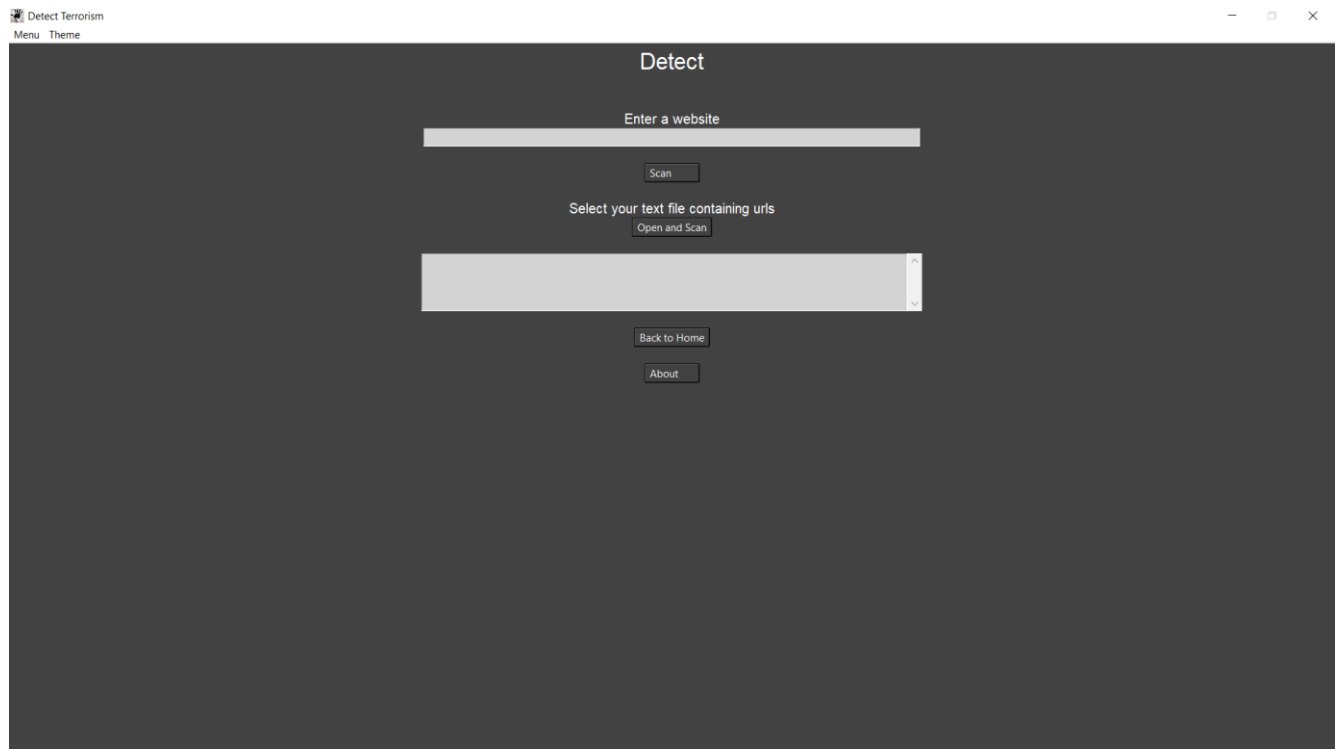 Detect Terrorism
Menu Theme
Detect
Enter a website
Scan
Select your text file containing urls
Open and Scan
Back to Home
About